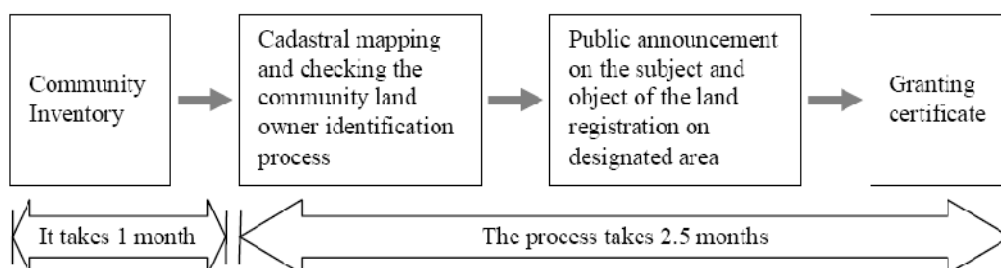 Community
Inventory
Cadastral mapping
and checking the
community land
owner identification
process
Public announcement
on the subject and
object of the land
registration on
designated area
Granting
certificate
It takes 1 month
The process takes 2.5 months